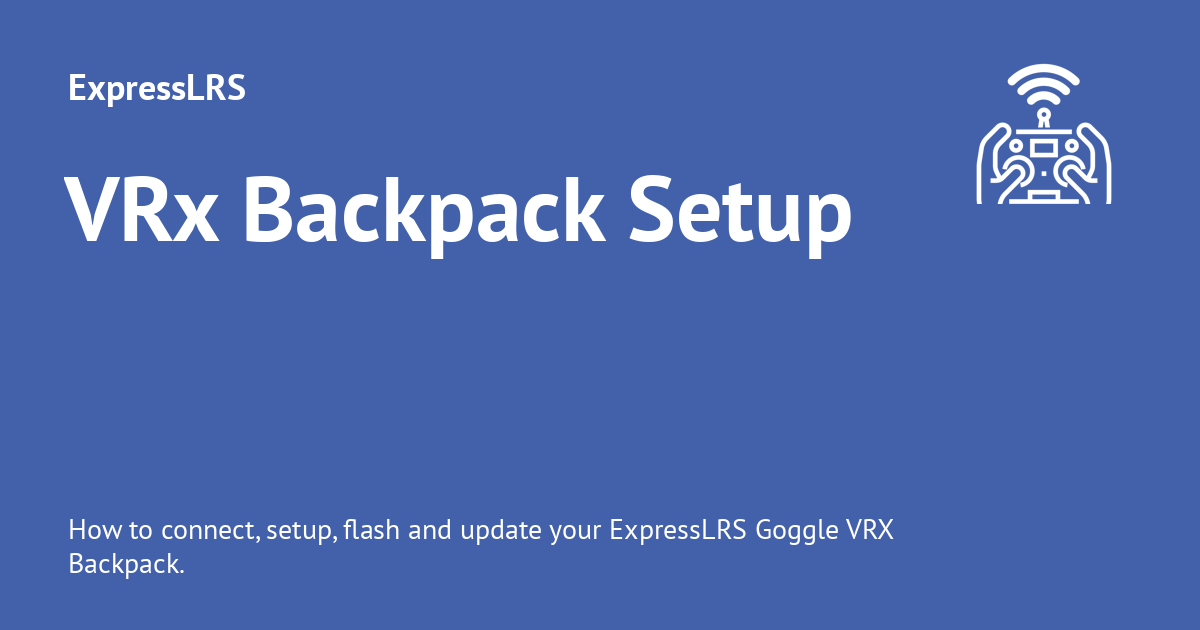 ExpressLRS
VRx Backpack Setup
How to connect, setup, flash and update your ExpressLRS Goggle VRX
Backpack.